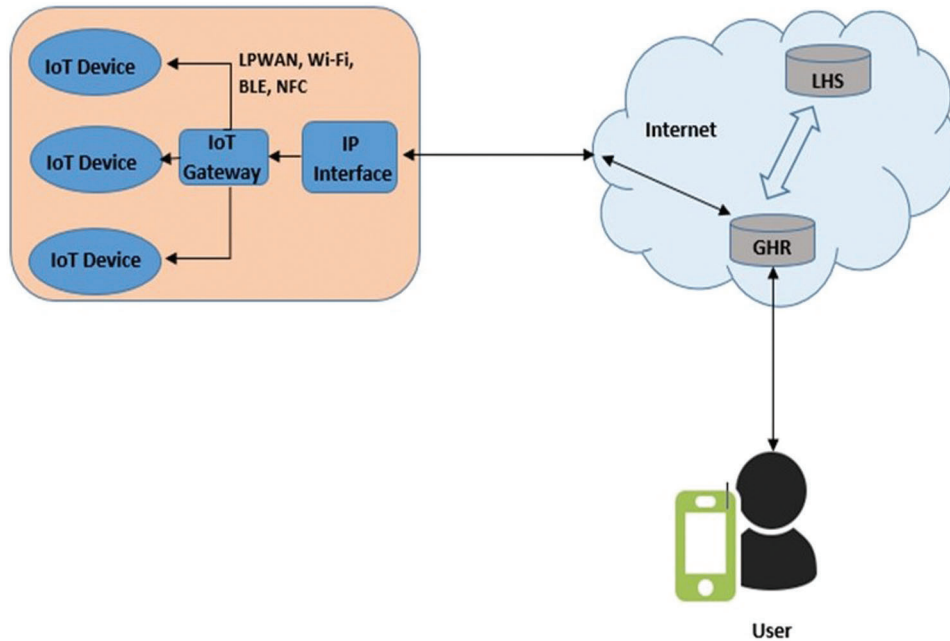 IoT Device
LPWAN, Wi-Fi,
BLE, NFC
IoT Device
IoT
Gateway
IP
Interface
IoT Device
Internet
LHS
GHR
User